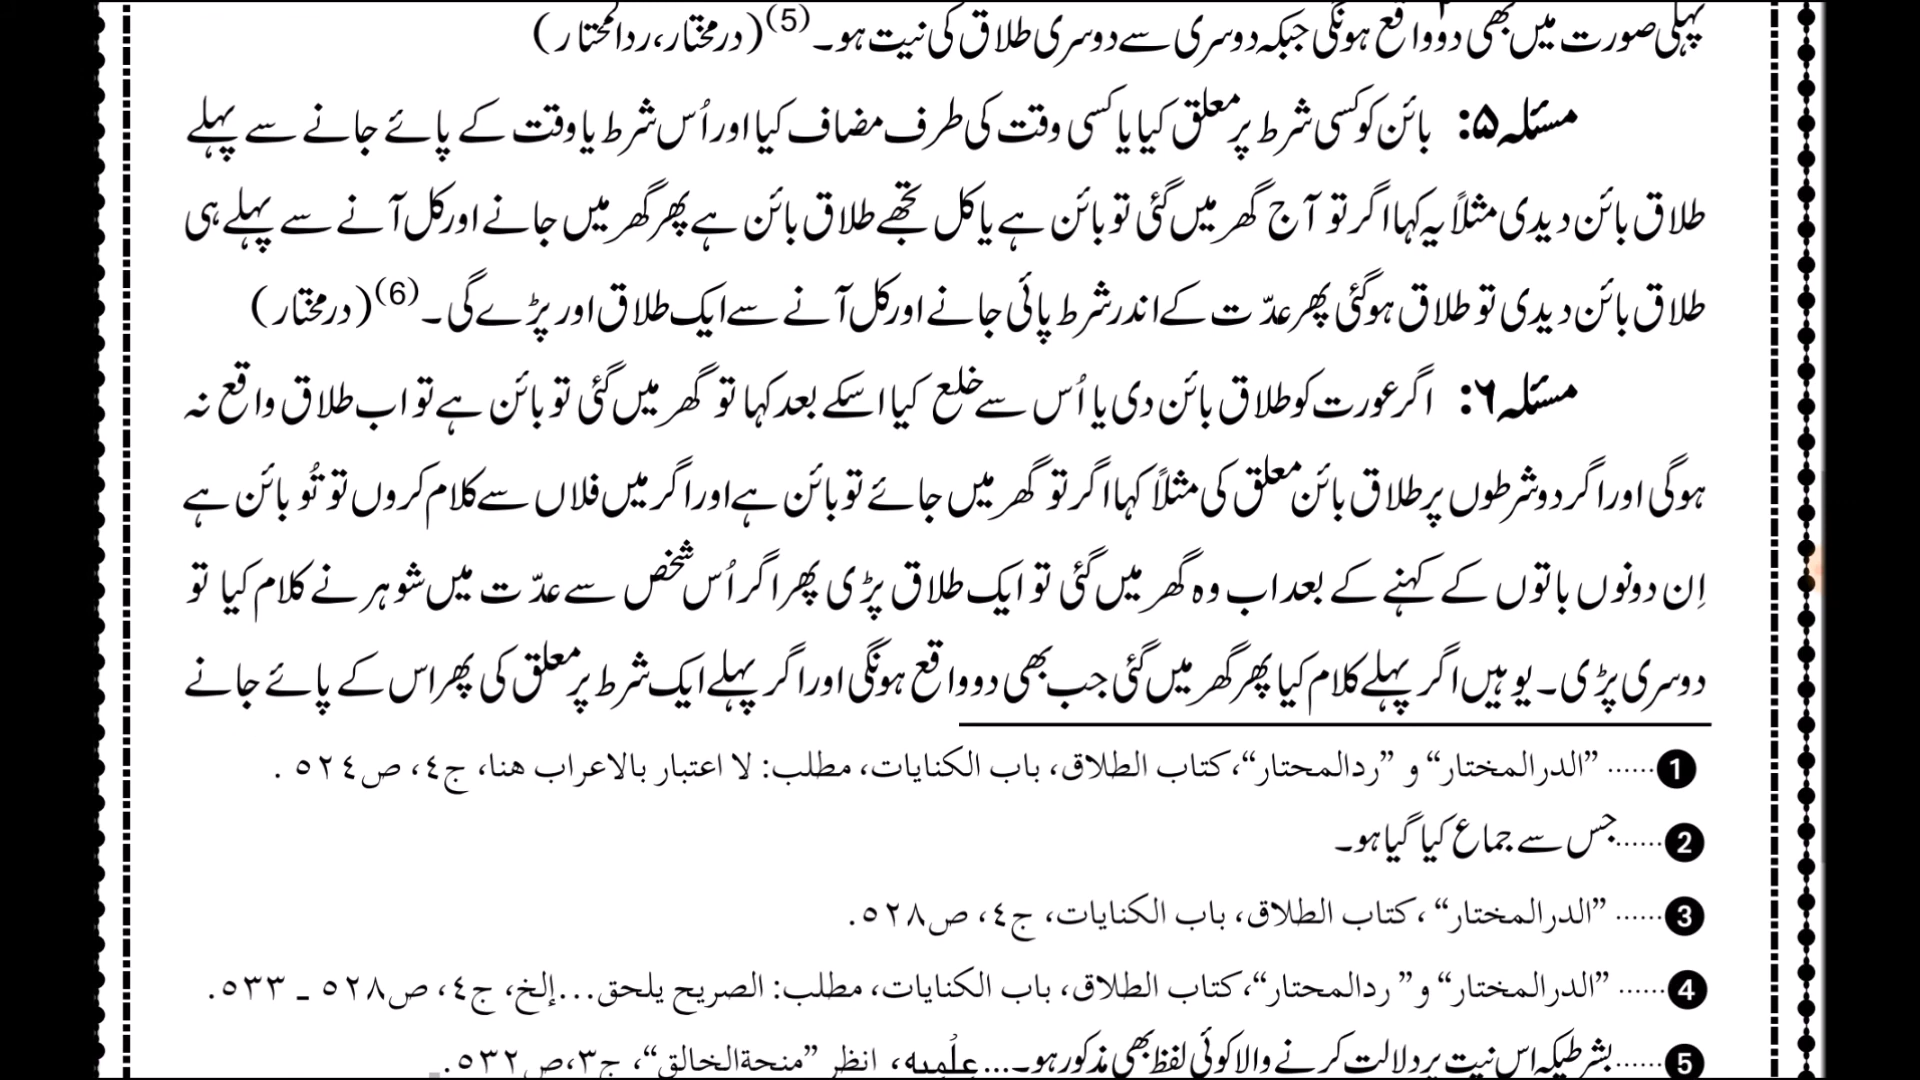 پہلی صورت میں بھی دو واقع ہونگی جبکہ دوسری سے دوسری طلاق کی نیت ہو۔(5) (درمختار، ردالمحتار)
مسئلہ ۵: بائن کو کسی شرط پر معلق کیا یا کسی وقت کی طرف مضاف کیا اور اُس شرط یا وقت کے پائے جانے سے پہلے
طلاق بائن دیدی مثلاً یہ کہا اگر تو آج گھر میں گئی تو بائن ہے یا کل تجھے طلاق بائن ہے پھر گھر میں جانے اور کل آنے سے پہلے ہی
طلاق بائن دیدی تو طلاق ہوگئی پھر عدّت کے اندر شرط پائی جانے اور کل آنے سے ایک طلاق اور پڑے گی۔(6) (درمختار)
مسئلہ ۶: اگر عورت کو طلاق بائن دی یا اُس سے خلع کیا اسکے بعد کہا تو گھر میں گئی تو بائن ہے تو اب طلاق واقع نہ
ہوگی اور اگر دو شرطوں پر طلاق بائن معلق کی مثلاً کہا اگر تو گھر میں جائے تو بائن ہے اور اگر میں فلاں سے کلام کروں تو تُو بائن ہے
اِن دونوں باتوں کے کہنے کے بعد اب وہ گھر میں گئی تو ایک طلاق پڑی پھر اگر اُس شخص سے عدّت میں شوہر نے کلام کیا تو
دوسری پڑی۔ یوہیں اگر پہلے کلام کیا پھر گھر میں گئی جب بھی دو واقع ہونگی اور اگر پہلے ایک شرط پر معلق کی پھر اس کے پائے جانے
1 ...... ”الدرالمختار“ و ”ردالمحتار“، کتاب الطلاق، باب الکنایات، مطلب: لا اعتبار بالاعراب هنا، ج٤، ص٥٢٤ .
2 ...... جس سے جماع کیا گیا ہو۔
3 ...... ”الدرالمختار“، کتاب الطلاق، باب الکنایات، ج٤، ص٥٢٨.
4 ...... ”الدرالمختار“ و” ردالمحتار“، کتاب الطلاق، باب الکنایات، مطلب: الصریح یلحق...إلخ، ج٤، ص٥٢٨ ـ ٥٣٣.
5 ...... بشرطیکہ اس نیت پر دلالت کرنے والا کوئی لفظ بھی مذکور ہو۔...عِلْمِیہ، انظر ”منحةالخالق“، ج٣، ص٥٣٢.